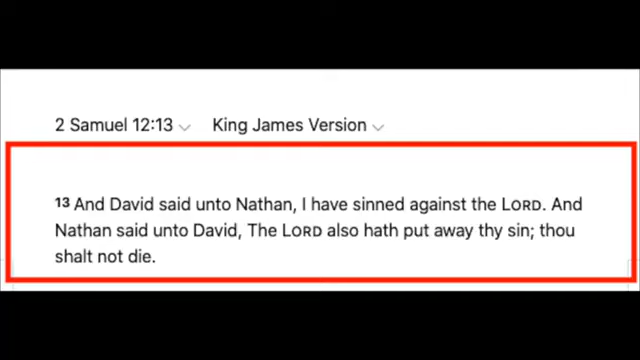 2 Samuel 12:13 King James Version
13 And David said unto Nathan, I have sinned against the LORD. And
Nathan said unto David, The LORD also hath put away thy sin; thou
shalt not die.